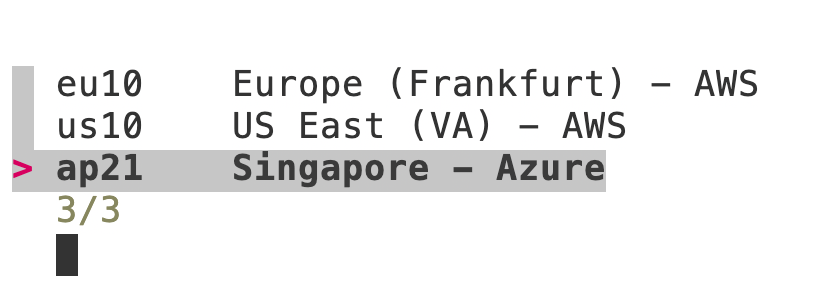 eu10    Europe (Frankfurt) - AWS
us10    US East (VA) - AWS
> ap21    Singapore - Azure
3/3